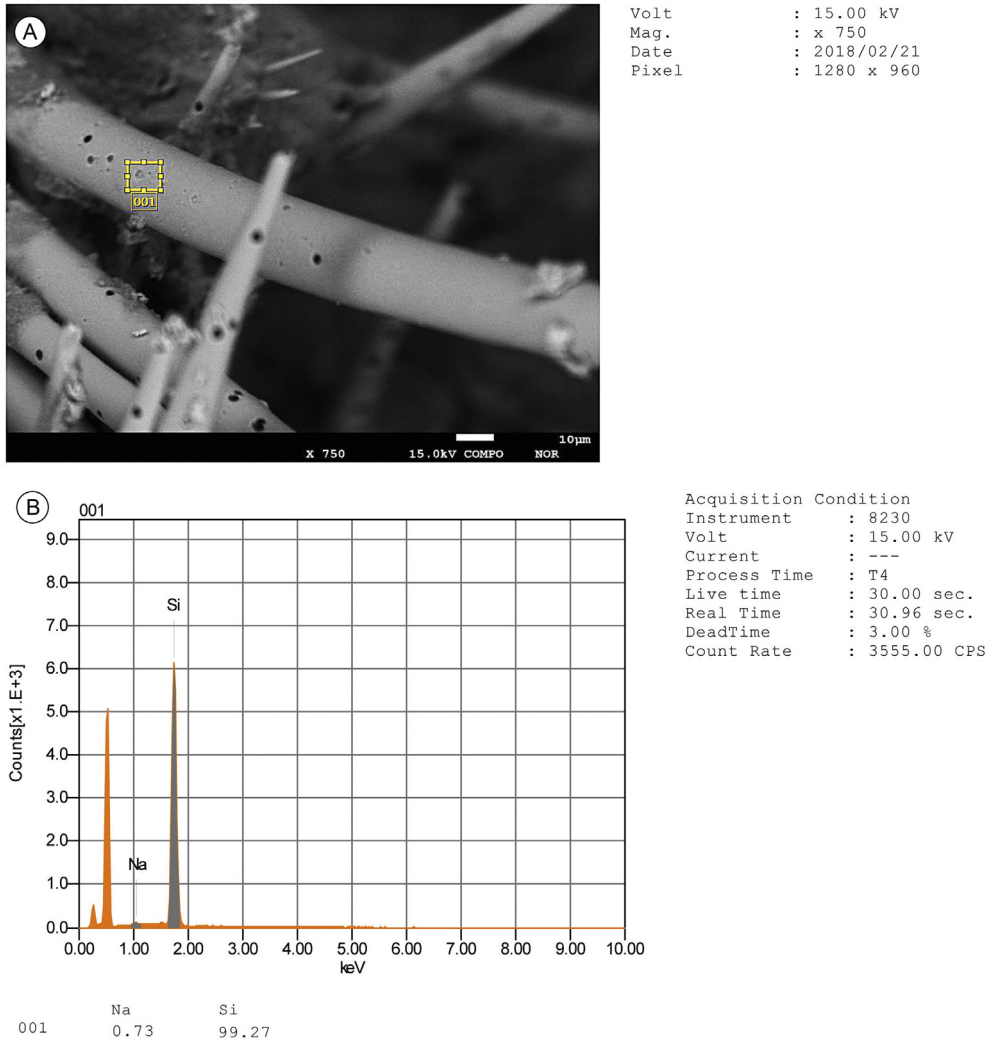 A
Volt : 15.00 kV
Mag. : x 750
Date : 2018/02/21
Pixel : 1280 x 960
001
10μm
X 750 15.0kV COMPO NOR
B
001
9.0
8.0
7.0
6.0
5.0
4.0
3.0
2.0
1.0
0.0
Counts[x1.E+3]
Si
Na
0.00 1.00 2.00 3.00 4.00 5.00 6.00 7.00 8.00 9.00 10.00
keV
Acquisition Condition
Instrument : 8230
Volt : 15.00 kV
Current : ---
Process Time : T4
Live time : 30.00 sec.
Real Time : 30.96 sec.
DeadTime : 3.00 %
Count Rate : 3555.00 CPS
Na Si
001 0.73 99.27